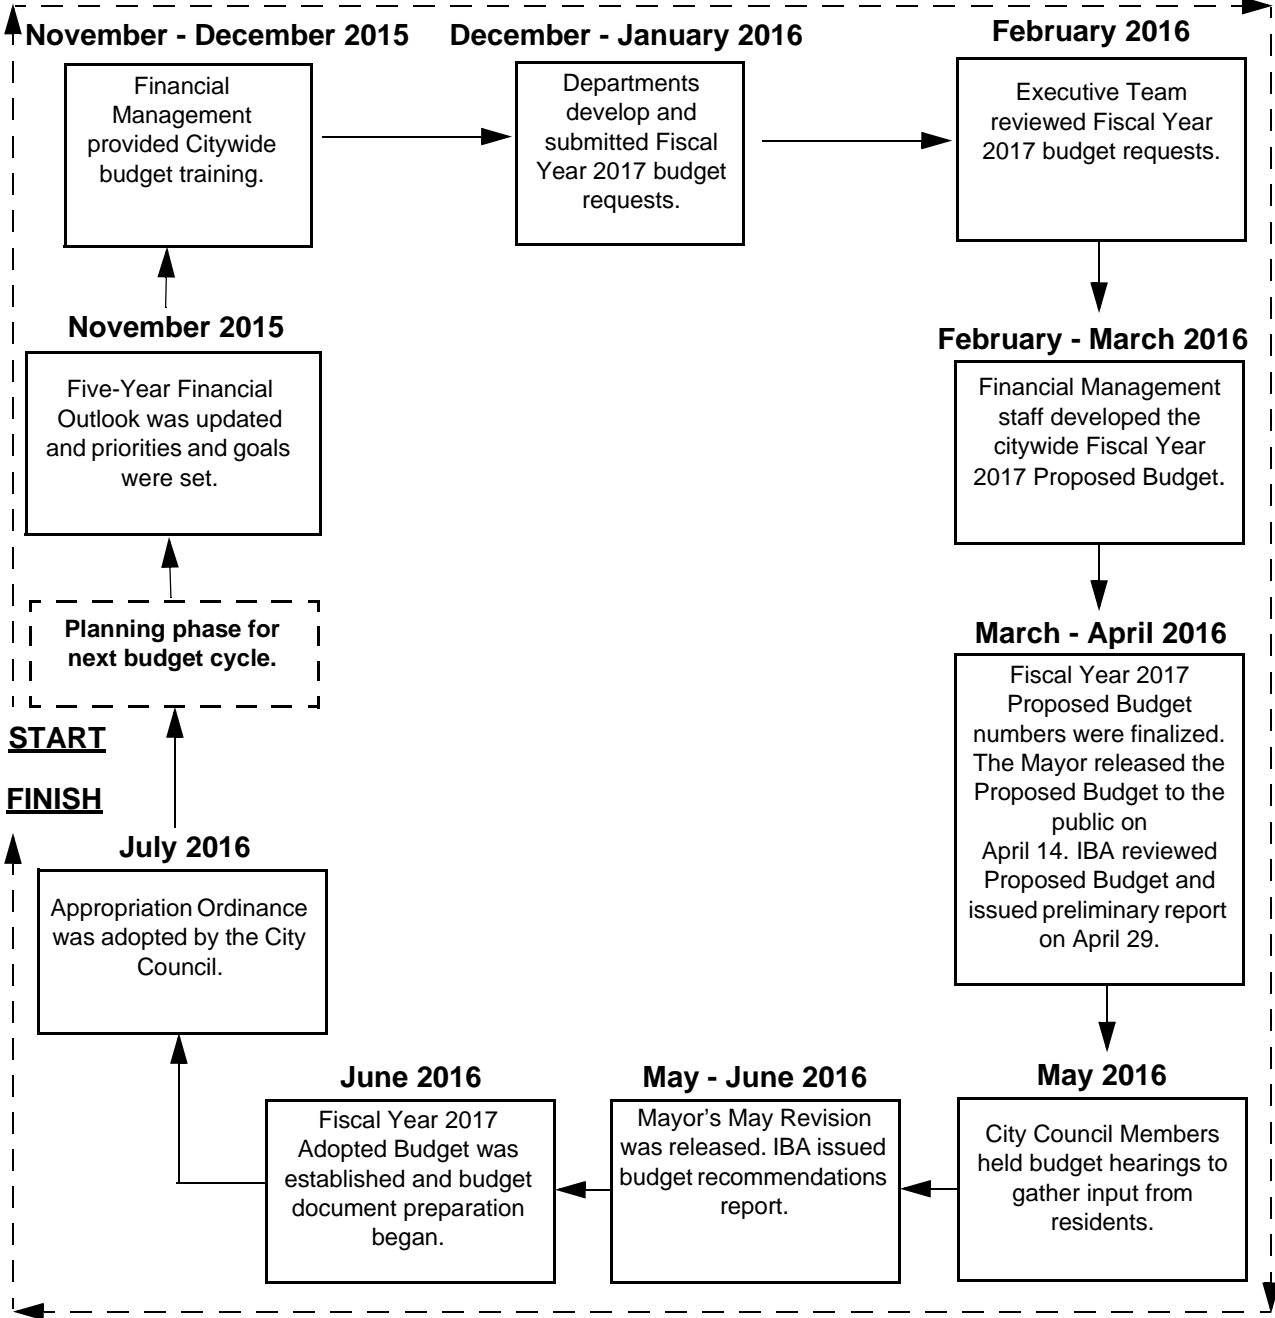 November - December 2015
Financial
Management
provided Citywide
budget training.
December - January 2016
Departments
develop and
submitted Fiscal
Year 2017 budget
requests.
February 2016
Executive Team
reviewed Fiscal Year
2017 budget requests.
February - March 2016
Financial Management
staff developed the
citywide Fiscal Year
2017 Proposed Budget.
March - April 2016
Fiscal Year 2017
Proposed Budget
numbers were finalized.
The Mayor released the
Proposed Budget to the
public on
April 14. IBA reviewed
Proposed Budget and
issued preliminary report
on April 29.
May 2016
City Council Members
held budget hearings to
gather input from
residents.
May - June 2016
Mayor’s May Revision
was released. IBA issued
budget recommendations
report.
June 2016
Fiscal Year 2017
Adopted Budget was
established and budget
document preparation
began.
July 2016
Appropriation Ordinance
was adopted by the City
Council.
Planning phase for
next budget cycle.
November 2015
Five-Year Financial
Outlook was updated
and priorities and goals
were set.
START
FINISH